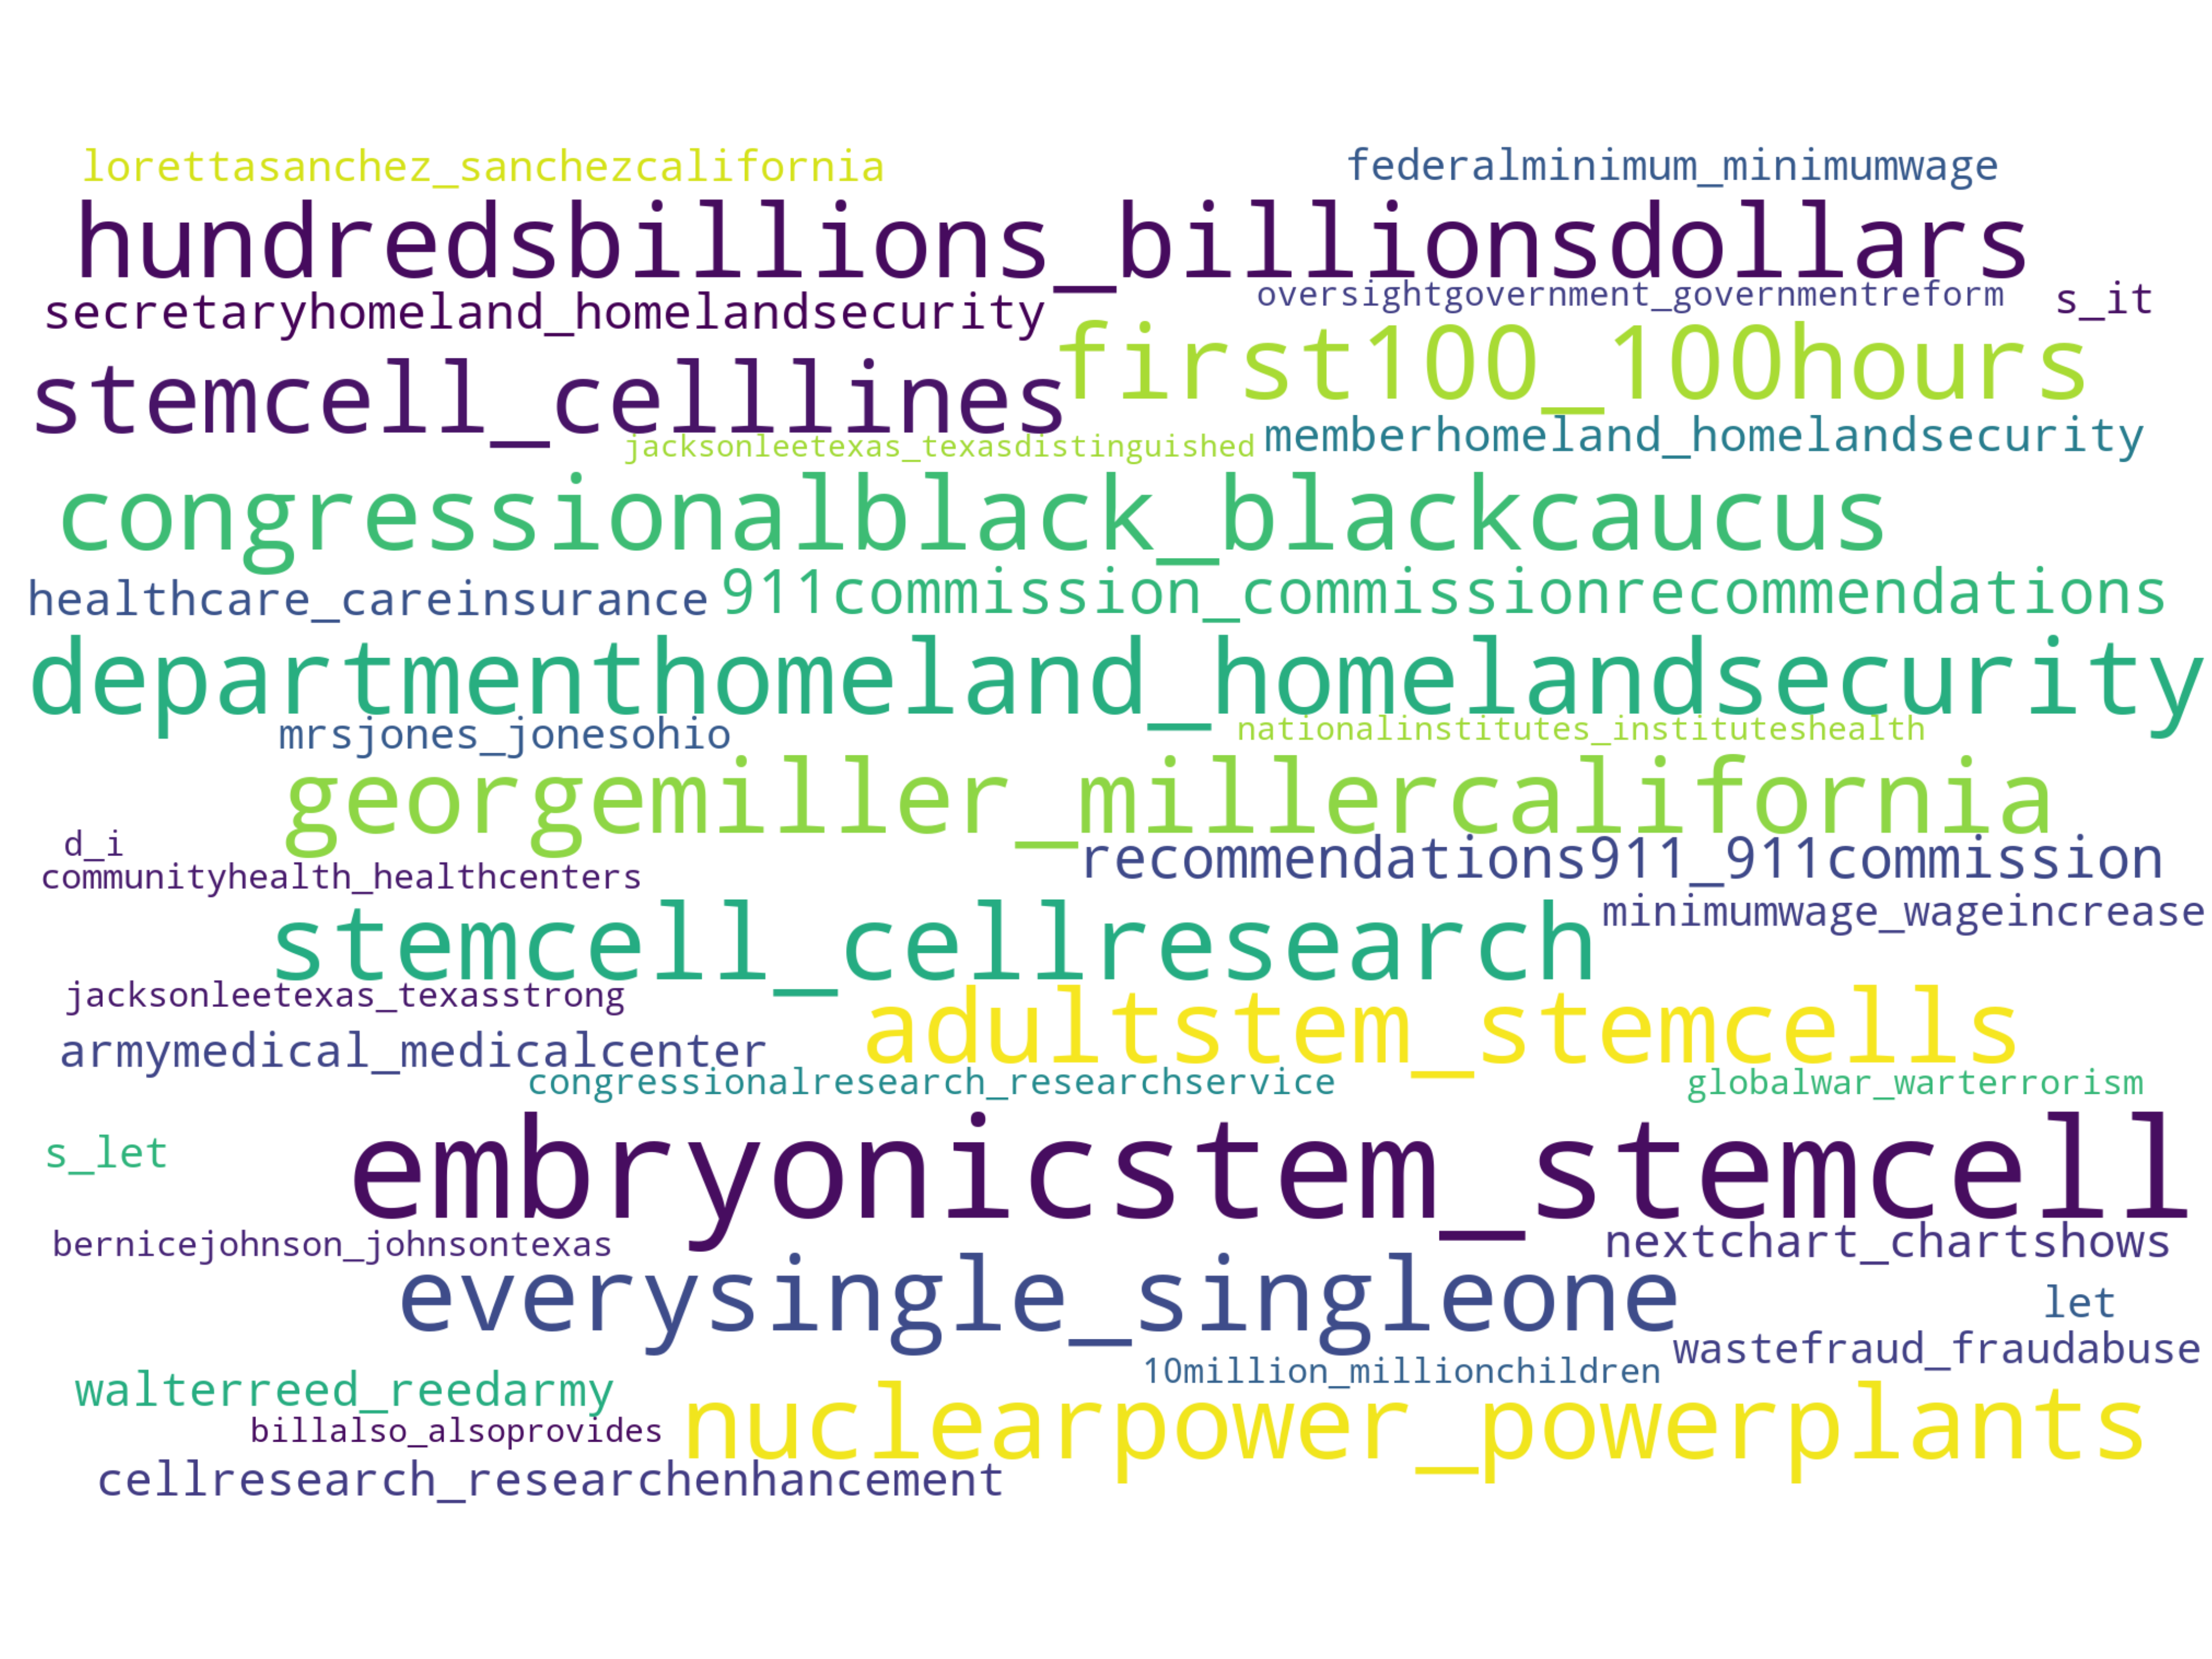 lorettasanchez_sanchezcalifornia
federalminimum_minimumwage
hundredsbillions_billionsdollars
secretaryhomeland_homelandsecurity
oversightgovernment_governmentreform
s_it
first100_100hours
stemcell_celllines
jacksonleetexas_texasdistinguished
memberhomeland_homelandsecurity
congressionalblack_blackcaucus
healthcare_careinsurance
911commission_commissionrecommendations
departmenthomeland_homelandsecurity
mrsjones_jonesohio
nationalinstitutes_instituteshealth
georgemiller_millercalifornia
d_i
recommendations911_911commission
communityhealth_healthcenters
stemcell_cellresearch
minimumwage_wageincrease
jacksonleetexas_texasstrong
adultstem_stemcells
armymedical_medicalcenter
congressionalresearch_researchservice
globalwar_warterrorism
s_let
embryonicstem_stemcell
bernicejohnson_johnsontexas
nextchart_chartshows
everysingle_singleone
let
wastefraud_fraudabuse
10million_millionchildren
walterreed_reedarmy
nuclearpower_powerplants
billalso_alsoprovides
cellresearch_researchenhancement